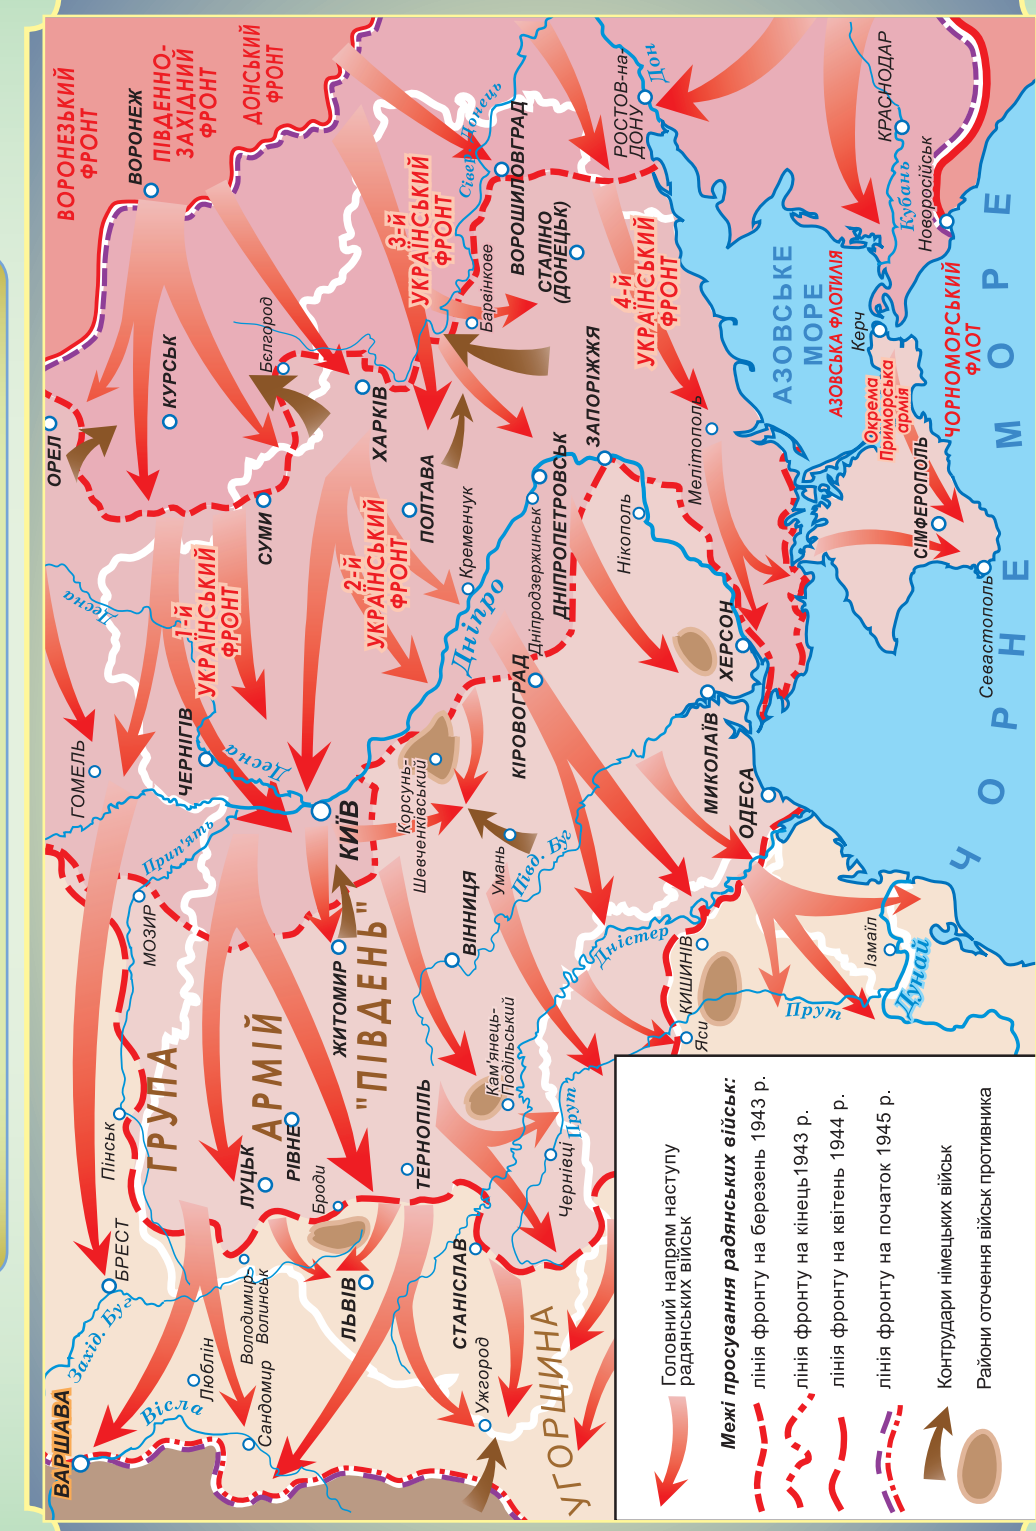 ВОРОНЕЗЬКИЙ
ФРОНТ
ВОРОНЕЖ
ПІВДЕННО-
ЗАХІДНИЙ
ФРОНТ
ДОНСЬКИЙ
ФРОНТ
Сівер. Донець
ВОРОШИЛОВГРАД
РОСТОВ-на-
ДОНУ
Дон
КРАСНОДАР
Кубань
Новоросійськ
ОРЕЛ
КУРСЬК
Бєлгород
ХАРКІВ
3-й
УКРАЇНСЬКИЙ
ФРОНТ
Барвінкове
СТАЛІНО
(ДОНЕЦЬК)
4-й
УКРАЇНСЬКИЙ
ФРОНТ
АЗОВСЬКЕ
МОРЕ
АЗОВСЬКА ФЛОТИЛІЯ
Керч
ЧОРНОМОРСЬКИЙ
ФЛОТ
Окрема
Приморська
армія
СІМФЕРОПОЛЬ
Севастополь
ЧОРНЕ МОРЕ
СУМИ
ПОЛТАВА
Кременчук
ЗАПОРІЖЖЯ
ДНІПРОПЕТРОВСЬК
Дніпродзержинськ
Нікополь
Мелітополь
Десна
1-й
УКРАЇНСЬКИЙ
ФРОНТ
2-й
УКРАЇНСЬКИЙ
ФРОНТ
Дніпро
КІРОВОГРАД
ХЕРСОН
МИКОЛАЇВ
ОДЕСА
ГОМЕЛЬ
ЧЕРНІГІВ
Десна
КИЇВ
Корсунь-
Шевченківський
Умань
Півд. Буг
ВІННИЦЯ
Прип'ять
МОЗИР
ЖИТОМИР
ГРУПА
АРМІЙ
"ПІВДЕНЬ"
Дністер
КИШИНІВ
Яси
Прут
Ізмаїл
Дунай
Кам'янець-
Подільський
Прут
Чернівці
Пінськ
ЛУЦЬК
РІВНЕ
Броди
ТЕРНОПІЛЬ
БРЕСТ
Захід. Буг
Володимир-
Волинськ
ЛЬВІВ
СТАНІСЛАВ
ВАРШАВА
Вісла
Люблін
Сандомир
Ужгород
УГОРЩИНА
Головний напрям наступу
радянських військ
Межі просування радянських військ:
лінія фронту на березень 1943 р.
лінія фронту на кінець1943 р.
лінія фронту на квітень 1944 р.
лінія фронту на початок 1945 р.
Контрудари німецьких військ
Райони оточення військ противника